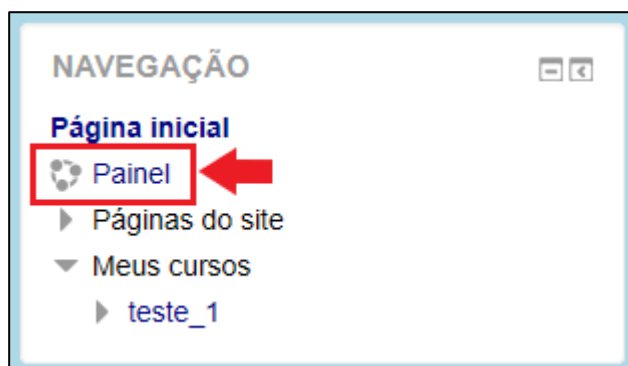 NAVEGAÇÃO
Página inicial
Painel
Páginas do site
Meus cursos
teste_1